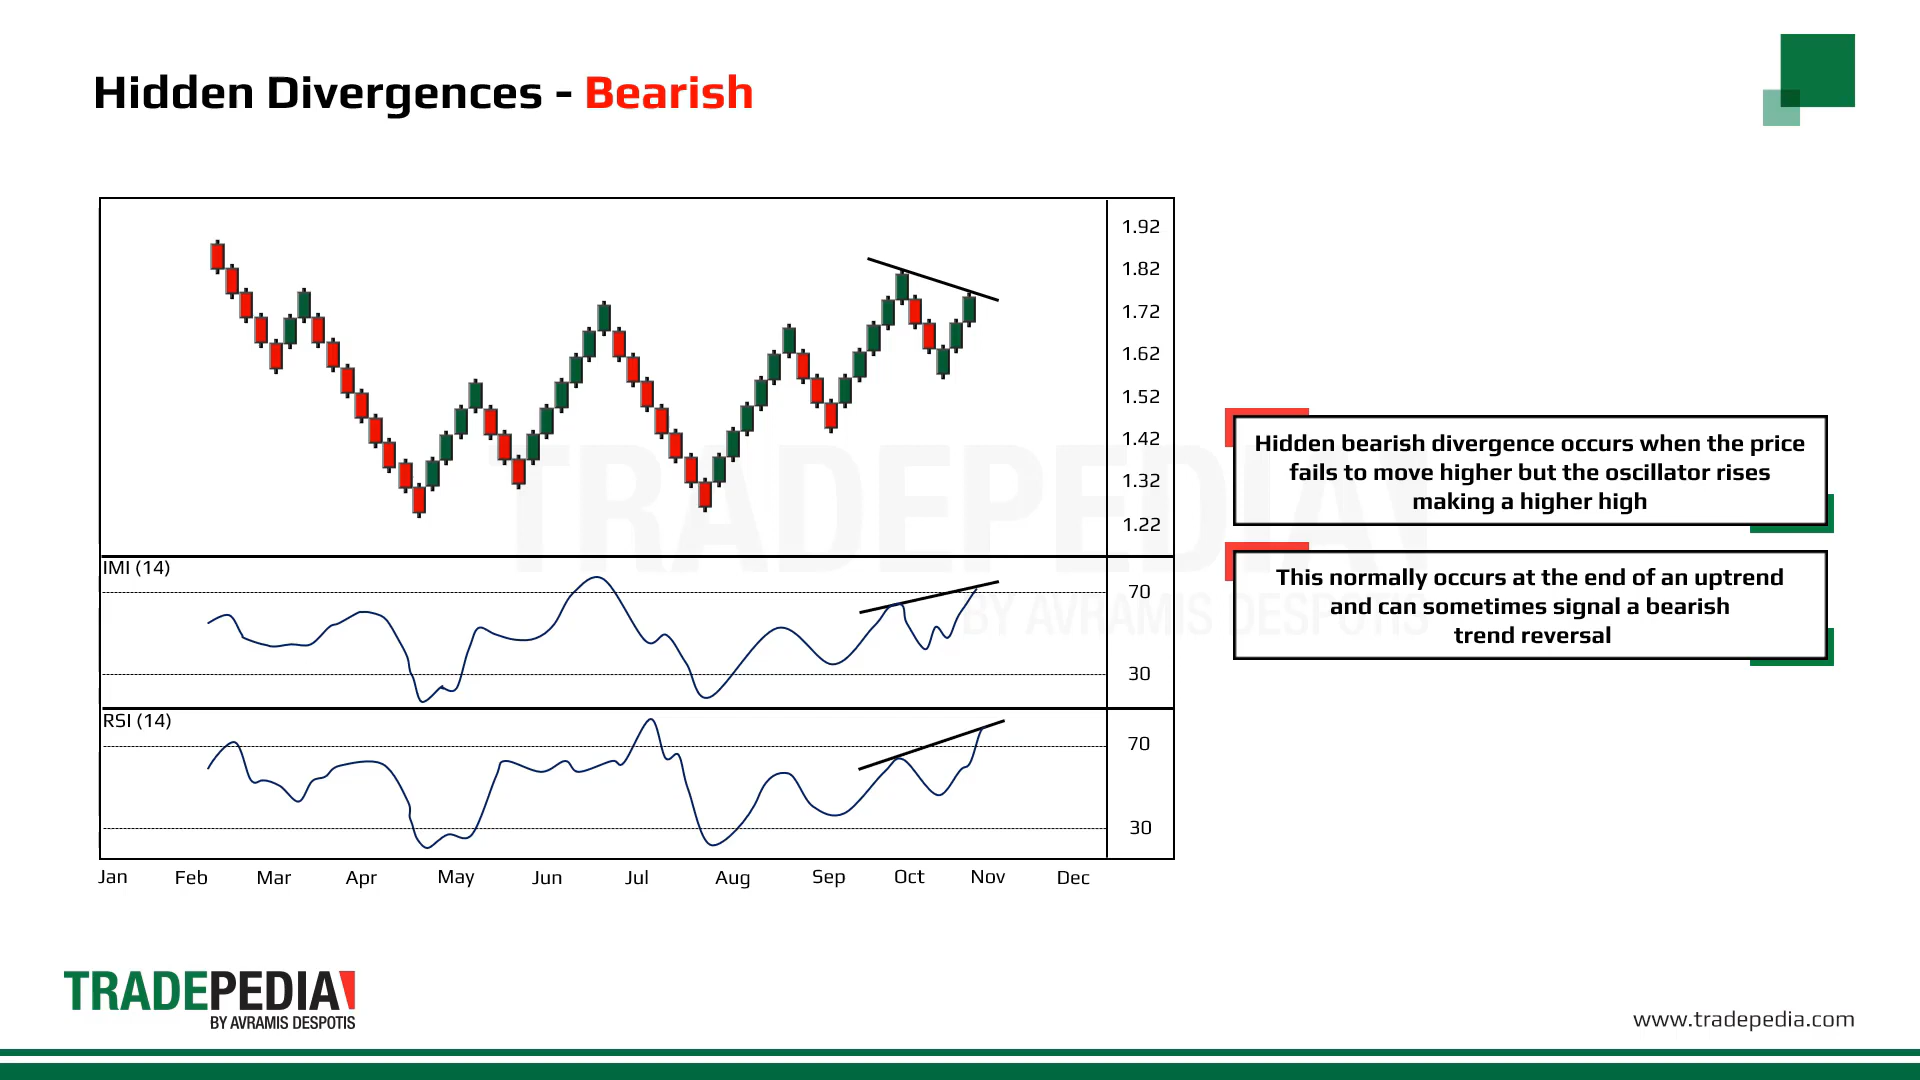 Hidden Divergences - Bearish
1.92
1.82
1.72
1.62
1.52
1.42
1.32
1.22
IMI (14)
70
30
RSI (14)
70
30
Jan Feb Mar Apr May Jun Jul Aug Sep Oct Nov Dec
Hidden bearish divergence occurs when the price
fails to move higher but the oscillator rises
making a higher high
This normally occurs at the end of an uptrend
and can sometimes signal a bearish
trend reversal
TRADEPEDIA
BY AVRAMIS DESPOTIS
TRADEPEDIA
BY AVRAMIS DESPOTIS
www.tradepedia.com